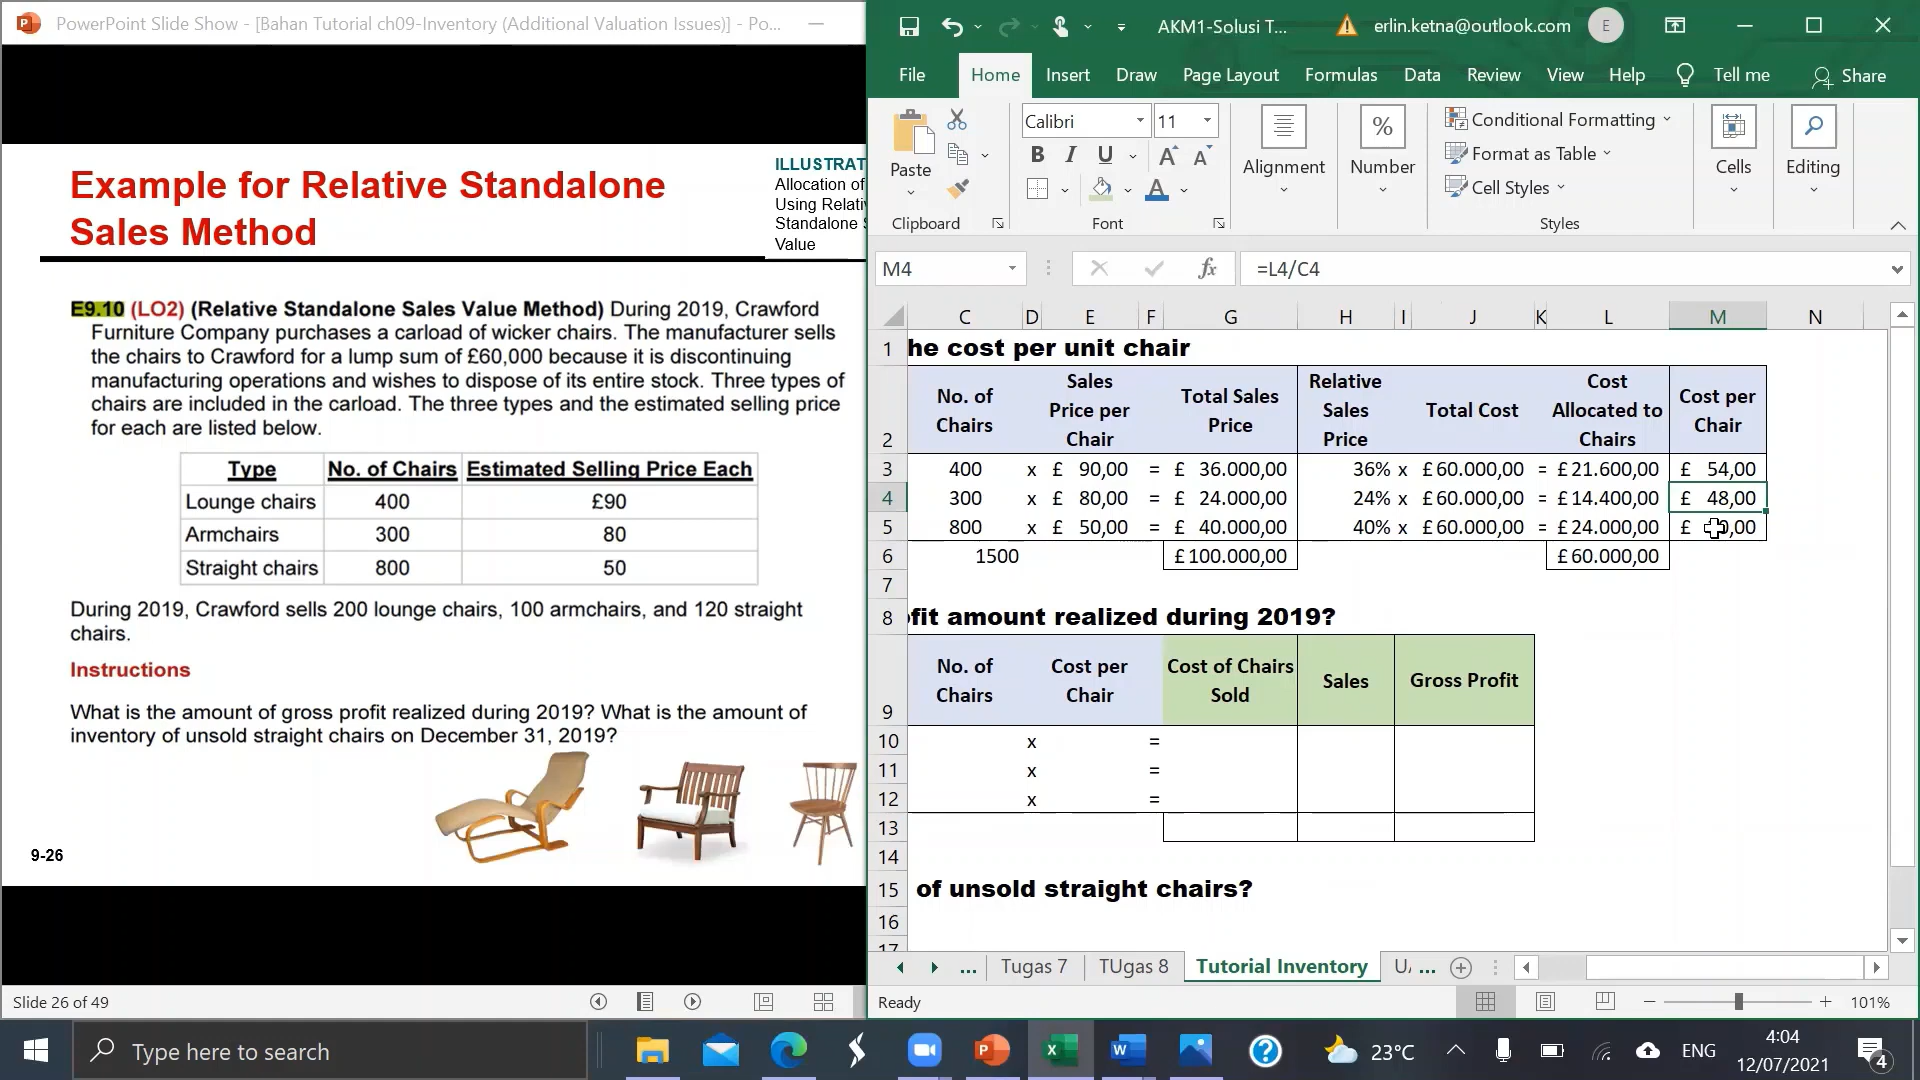 PowerPoint Slide Show - [Bahan Tutorial ch09-Inventory (Additional Valuation Issues)] - Po...
Example for Relative Standalone
Sales Method
ILLUSTRAT
Allocation of
Using Relati
Standalone S
Value
E9.10 (LO2) (Relative Standalone Sales Value Method) During 2019, Crawford
Furniture Company purchases a carload of wicker chairs. The manufacturer sells
the chairs to Crawford for a lump sum of £60,000 because it is discontinuing
manufacturing operations and wishes to dispose of its entire stock. Three types of
chairs are included in the carload. The three types and the estimated selling price
for each are listed below.
Type No. of Chairs Estimated Selling Price Each
Lounge chairs 400 £90
Armchairs 300 80
Straight chairs 800 50
During 2019, Crawford sells 200 lounge chairs, 100 armchairs, and 120 straight
chairs.
Instructions
What is the amount of gross profit realized during 2019? What is the amount of
inventory of unsold straight chairs on December 31, 2019?
9-26
Slide 26 of 49
AKM1-Solusi T... erlin.ketna@outlook.com E
File Home Insert Draw Page Layout Formulas Data Review View Help Tell me Share
Paste
Calibri 11
B I U A A
A
Alignment
%
Number
Conditional Formatting
Format as Table
Cell Styles
Cells
Editing
Clipboard Font Styles
M4 fx =L4/C4
C D E F G H I J K L M N
1 he cost per unit chair
2 No. of Chairs Sales Price per Chair Total Sales Price Relative Sales Price Total Cost Cost Allocated to Chairs Cost per Chair
3 400 x £ 90,00 = £ 36.000,00 36% x £ 60.000,00 = £ 21.600,00 £ 54,00
4 300 x £ 80,00 = £ 24.000,00 24% x £ 60.000,00 = £ 14.400,00 £ 48,00
5 800 x £ 50,00 = £ 40.000,00 40% x £ 60.000,00 = £ 24.000,00 £
6 1500 £ 100.000,00 £ 60.000,00
7
8 ofit amount realized during 2019?
9 No. of Chairs Cost per Chair Cost of Chairs Sold Sales Gross Profit
10 x =
11 x =
12 x =
13
14
15 of unsold straight chairs?
16
17
... Tugas 7 TUgas 8 Tutorial Inventory UA ...
Ready 101%
Type here to search
23°C ENG 4:04
12/07/2021
4